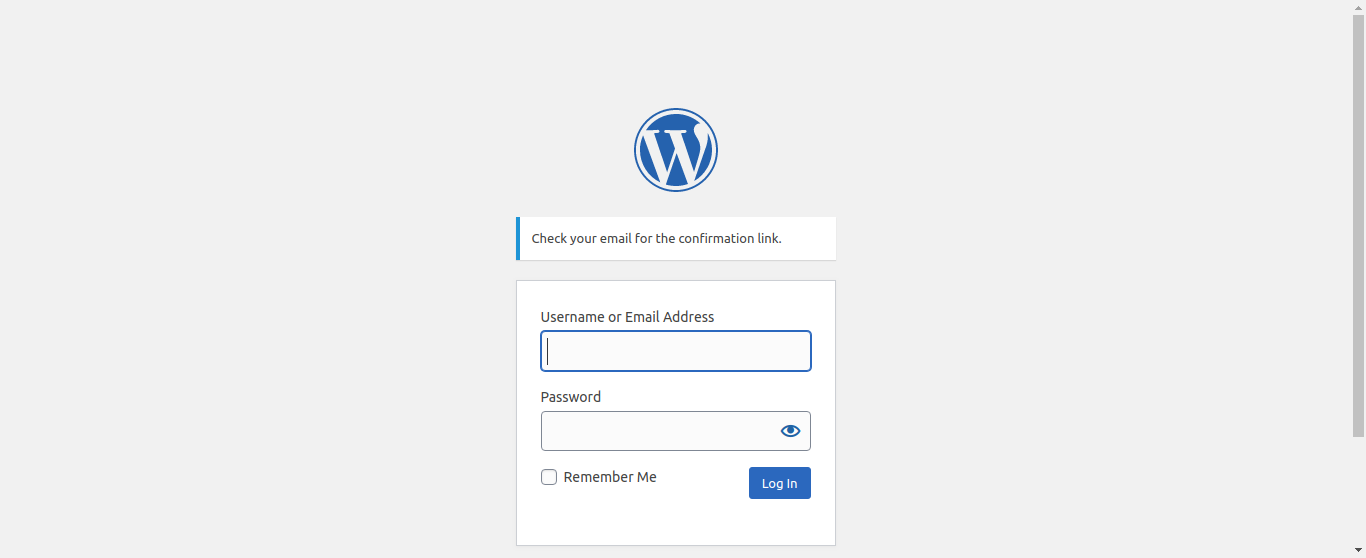 Check your email for the confirmation link.
Username or Email Address
Password
Remember Me
Log In